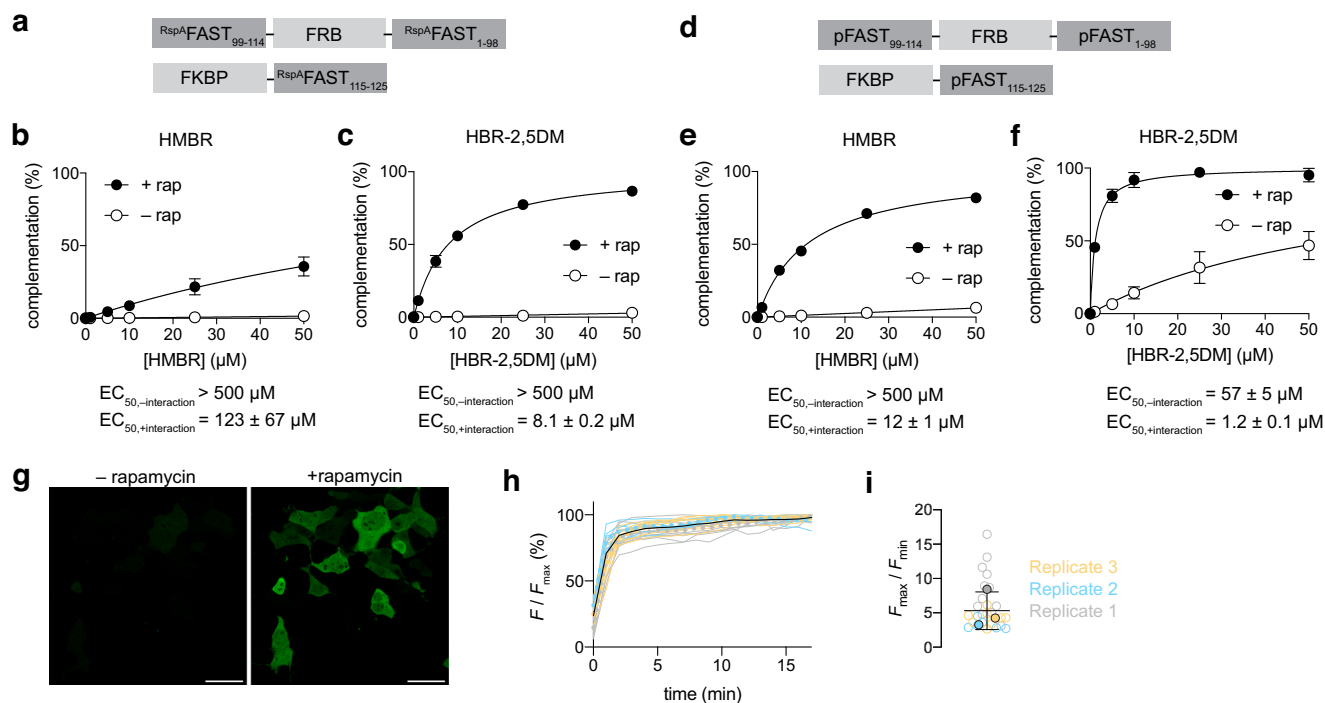 a
RspAFAST99-114 FRB RspAFAST1-98
FKBP RspAFAST115-125
d
pFAST99-114 FRB pFAST1-98
FKBP pFAST115-125
b
HMBR
complementation (%)
100
50
0
+ rap
– rap
0 10 20 30 40 50
[HMBR] (µM)
EC50,–interaction > 500 µM
EC50,+interaction = 123 ± 67 µM
c
HBR-2,5DM
complementation (%)
100
50
0
+ rap
– rap
0 10 20 30 40 50
[HBR-2,5DM] (µM)
EC50,–interaction > 500 µM
EC50,+interaction = 8.1 ± 0.2 µM
e
HMBR
complementation (%)
100
50
0
+ rap
– rap
0 10 20 30 40 50
[HMBR] (µM)
EC50,–interaction > 500 µM
EC50,+interaction = 12 ± 1 µM
f
HBR-2,5DM
complementation (%)
100
50
0
+ rap
– rap
0 10 20 30 40 50
[HBR-2,5DM] (µM)
EC50,–interaction = 57 ± 5 µM
EC50,+interaction = 1.2 ± 0.1 µM
g
– rapamycin +rapamycin
h
F / Fmax (%)
100
50
0
0 5 10 15
time (min)
i
Fmax / Fmin
20
15
10
5
0
Replicate 3
Replicate 2
Replicate 1